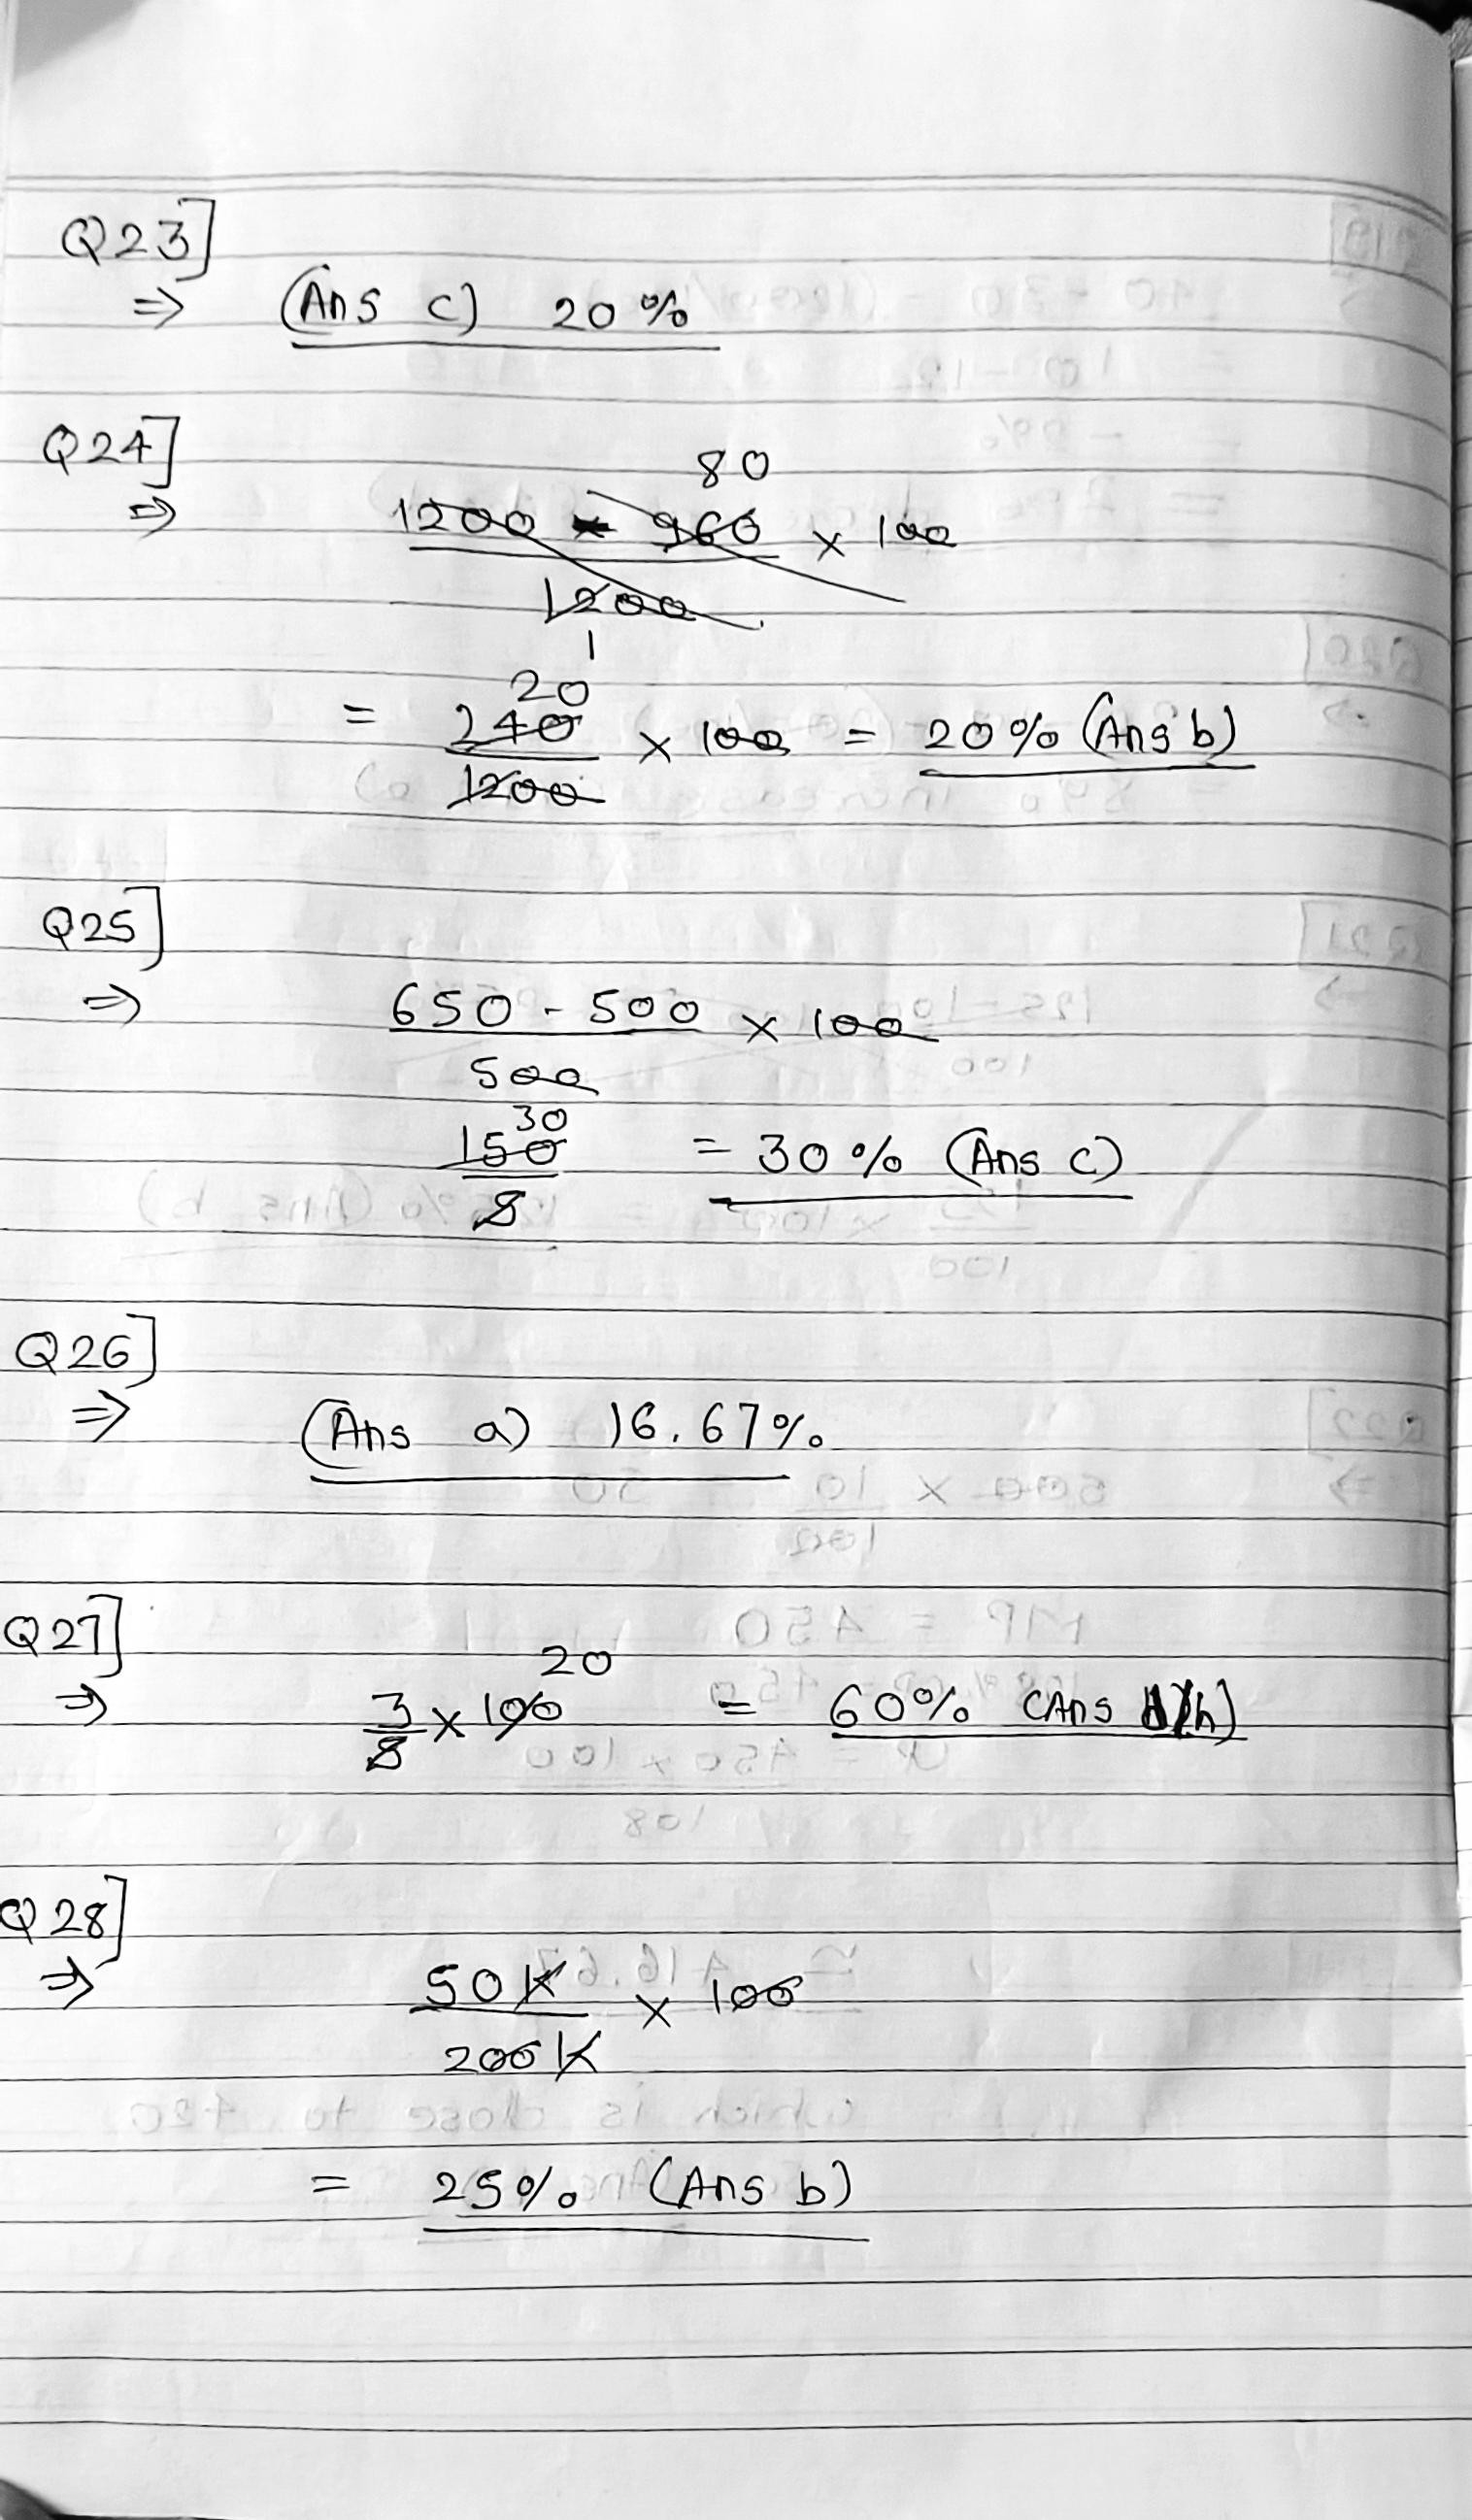 Q23]
⇒ (Ans c) 20%
Q24]
80
⇒ 1200 - 960 × 100
1200
1
20
= 240 × 100 = 20% (Ans b)
1200
Q25]
⇒ 650 - 500 × 100
500
30
150 = 30% (Ans c)
5
Q26]
⇒ (Ans a) 16.67%
Q27]
20
⇒ 3 × 100 = 60% (Ans b)
5
Q28]
⇒ 50K × 100
200K
= 25% (Ans b)